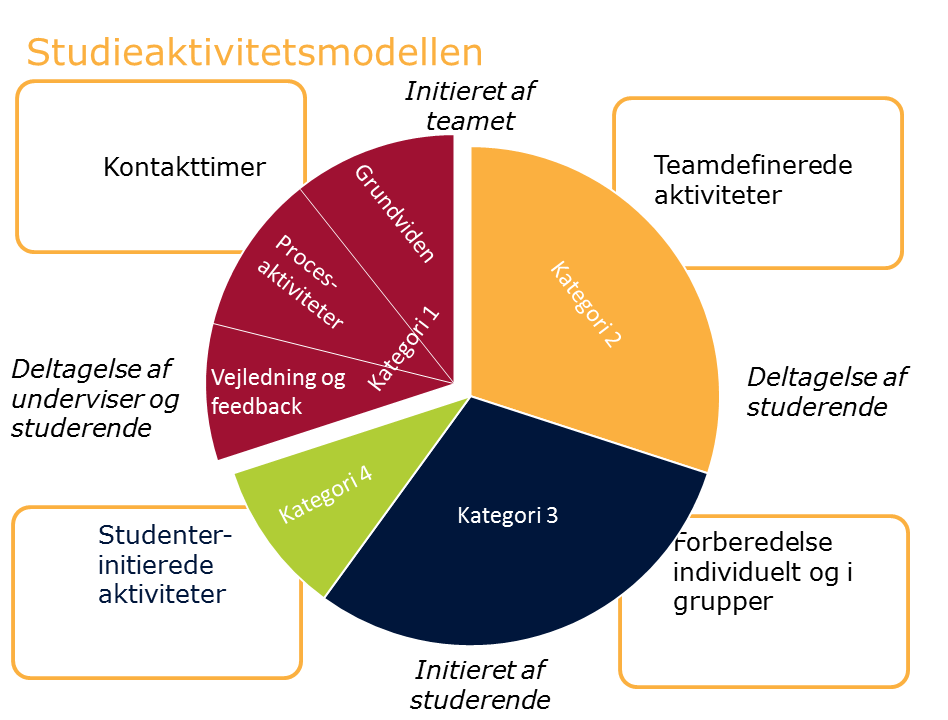 Studieaktivitetsmodellen
Initieret af
teamet
Kontakttimer
Teamdefinerede
aktiviteter
Grundviden
Proces-
aktiviteter
Kategori 1
Vejledning og
feedback
Kategori 2
Deltagelse af
underviser og
studerende
Deltagelse af
studerende
Kategori 4
Kategori 3
Studenter-
initierede
aktiviteter
Forberedelse
individuelt og i
grupper
Initieret af
studerende